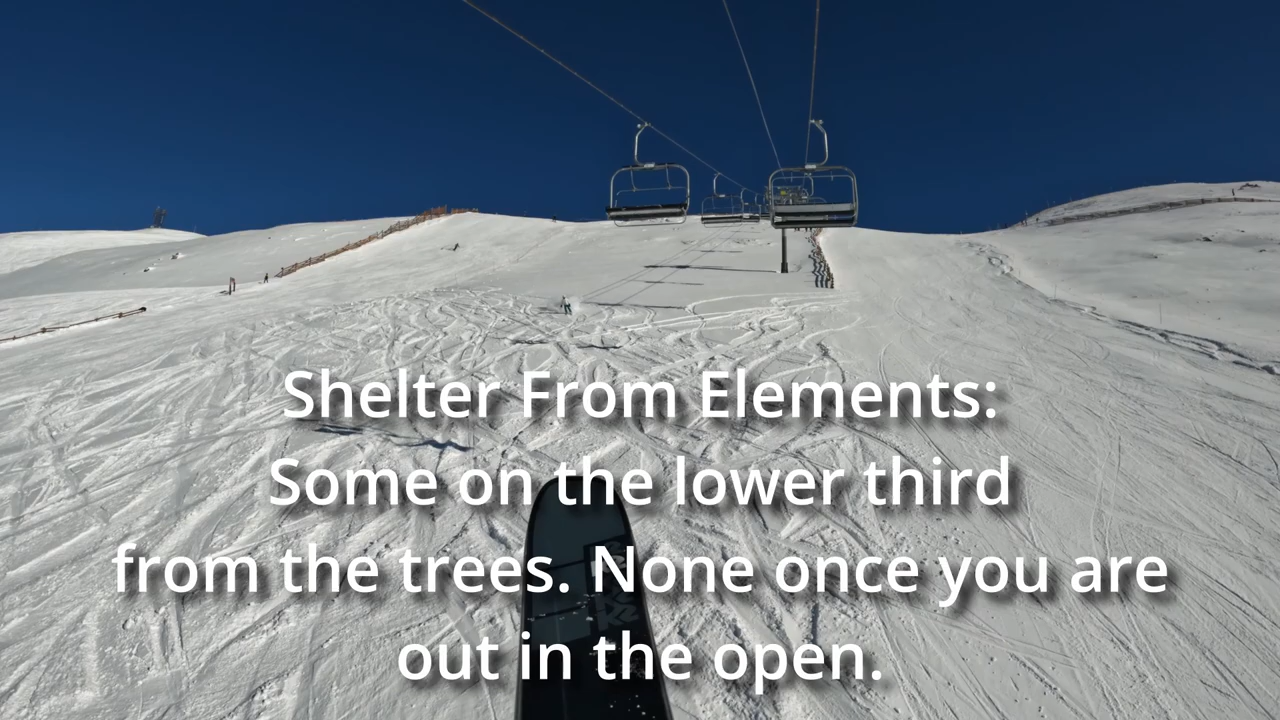 Shelter From Elements:
Some on the lower third
from the trees. None once you are
out in the open.